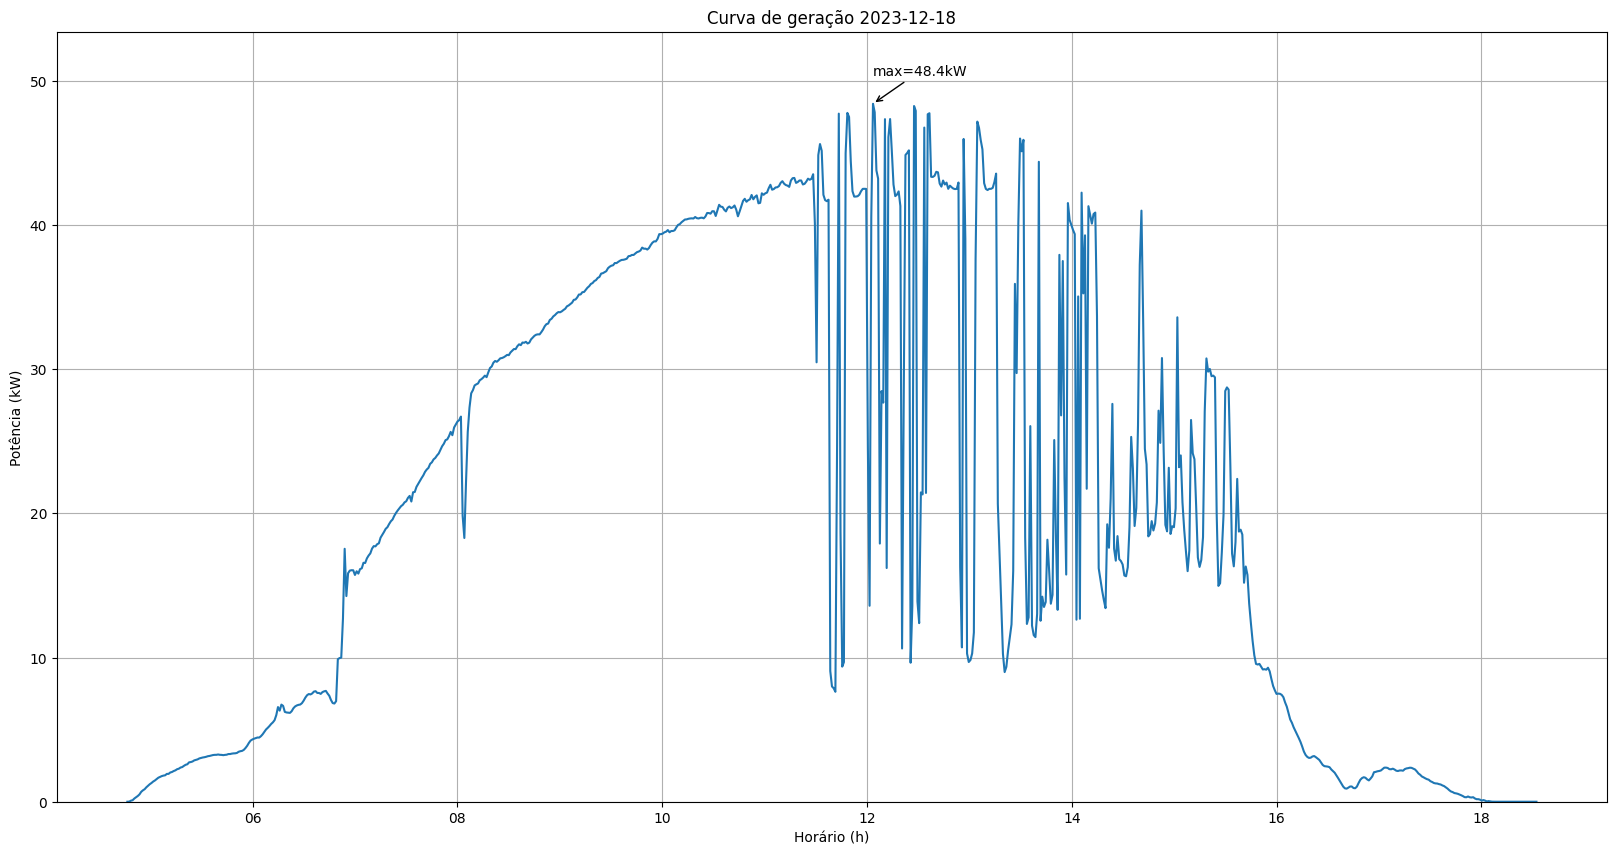 Curva de geração 2023-12-18
max=48.4kW
50
40
30
20
10
0
Potência (kW)
06 08 10 12 14 16 18
Horário (h)